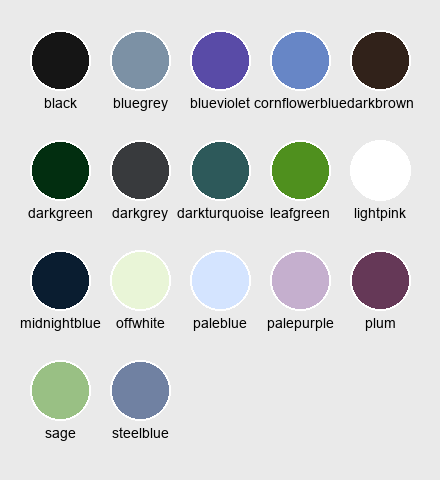 black bluegrey blueviolet cornflowerblue darkbrown
darkgreen darkgrey darkturquoise leafgreen lightpink
midnightblue offwhite paleblue palepurple plum
sage steelblue